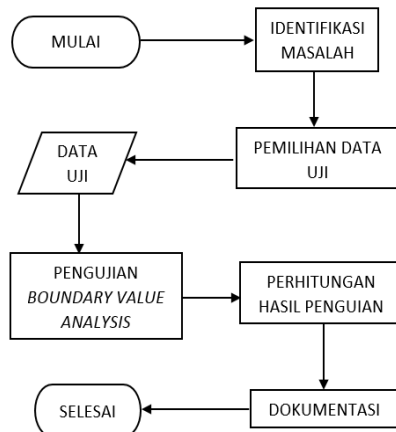 MULAI
IDENTIFIKASI
MASALAH
PEMILIHAN DATA
UJI
DATA
UJI
PENGUJIAN
BOUNDARY VALUE
ANALYSIS
PERHITUNGAN
HASIL PENGUIAN
DOKUMENTASI
SELESAI